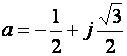 a = -1/2 + j √3/2